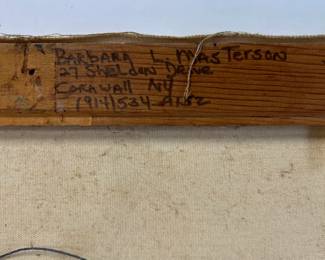 Barbara L. Masterson
27 Sheldon Drive
Cornwall NY
(914) 534